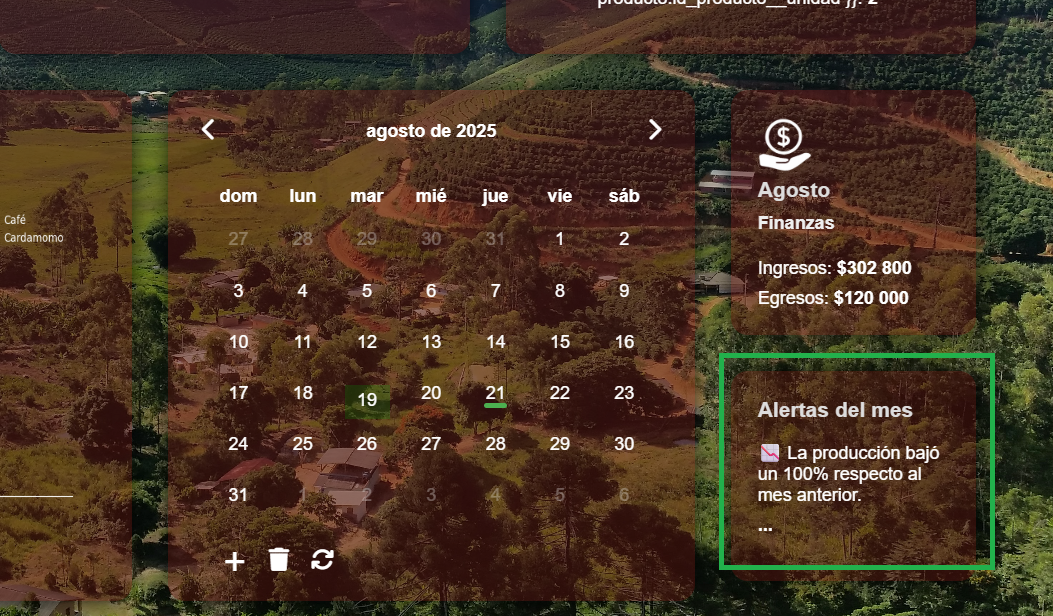 producto.id_producto__unidad }}: 2
Café
Cardamomo
agosto de 2025
dom lun mar mié jue vie sáb
27 28 29 30 31 1 2
3 4 5 6 7 8 9
10 11 12 13 14 15 16
17 18 19 20 21 22 23
24 25 26 27 28 29 30
31 1 2 3 4 5 6
$
Agosto
Finanzas
Ingresos: $302 800
Egresos: $120 000
Alertas del mes
La producción bajó
un 100% respecto al
mes anterior.
...